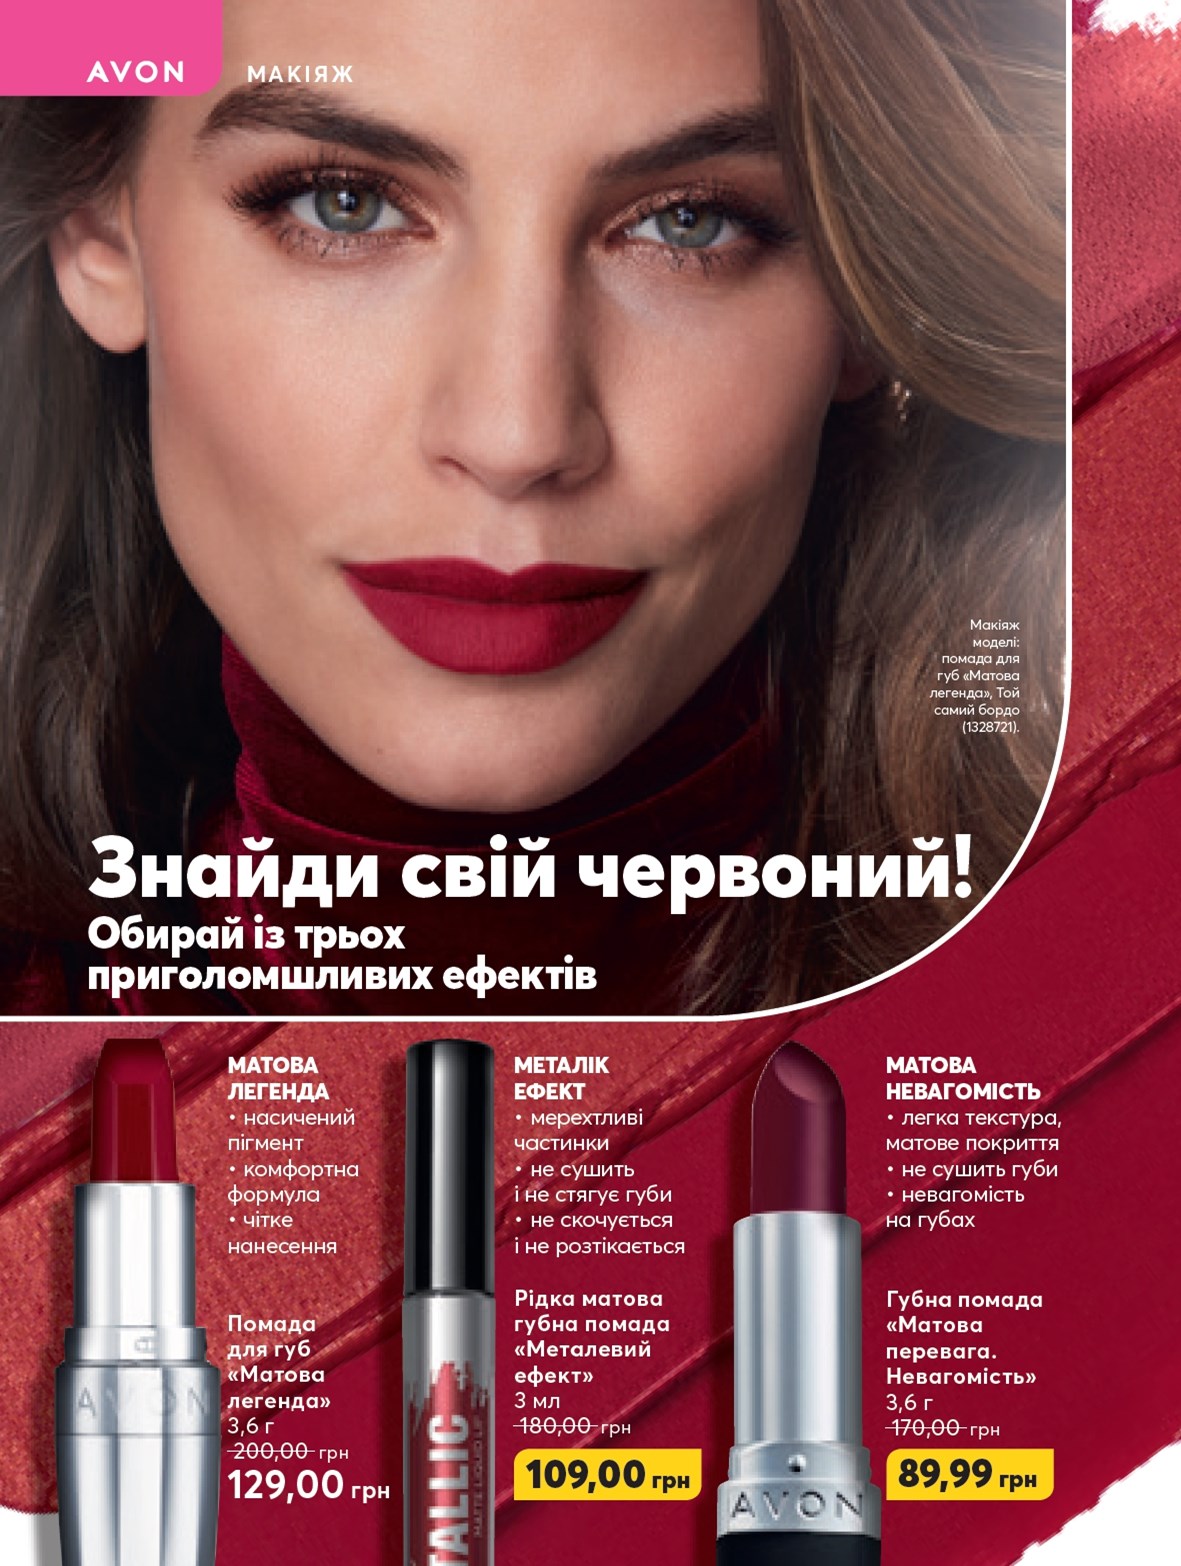 AVON
МАКІЯЖ
Макіяж
моделі:
помада для
губ «Матова
легенда», Той
самий бордо
(1328721).
Знайди свій червоний!
Обирай із трьох
приголомшливих ефектів
МАТОВА
ЛЕГЕНДА
• насичений
пігмент
• комфортна
формула
• чітке
нанесення
Помада
для губ
«Матова
легенда»
3,6 г
200,00 грн
129,00 грн
AVON
МЕТАЛІК
ЕФЕКТ
• мерехтливі
частинки
• не сушить
і не стягує губи
• не скочується
і не розтікається
Рідка матова
губна помада
«Металевий
ефект»
3 мл
180,00 грн
109,00 грн
TALLIC
MATTE LIQUID LIP
МАТОВА
НЕВАГОМІСТЬ
• легка текстура,
матове покриття
• не сушить губи
• невагомість
на губах
Губна помада
«Матова
перевага.
Невагомість»
3,6 г
170,00 грн
89,99 грн
AVON